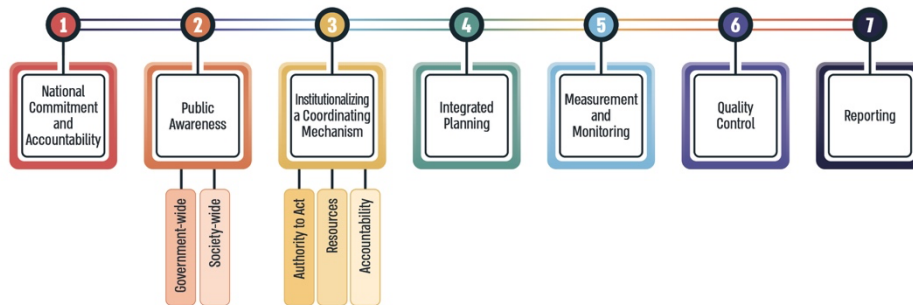 1
2
3
4
5
6
7
National
Commitment
and
Accountability
Public
Awareness
Institutionalizing
a Coordinating
Mechanism
Integrated
Planning
Measurement
and
Monitoring
Quality
Control
Reporting
Government-wide
Society-wide
Authority to Act
Resources
Accountability